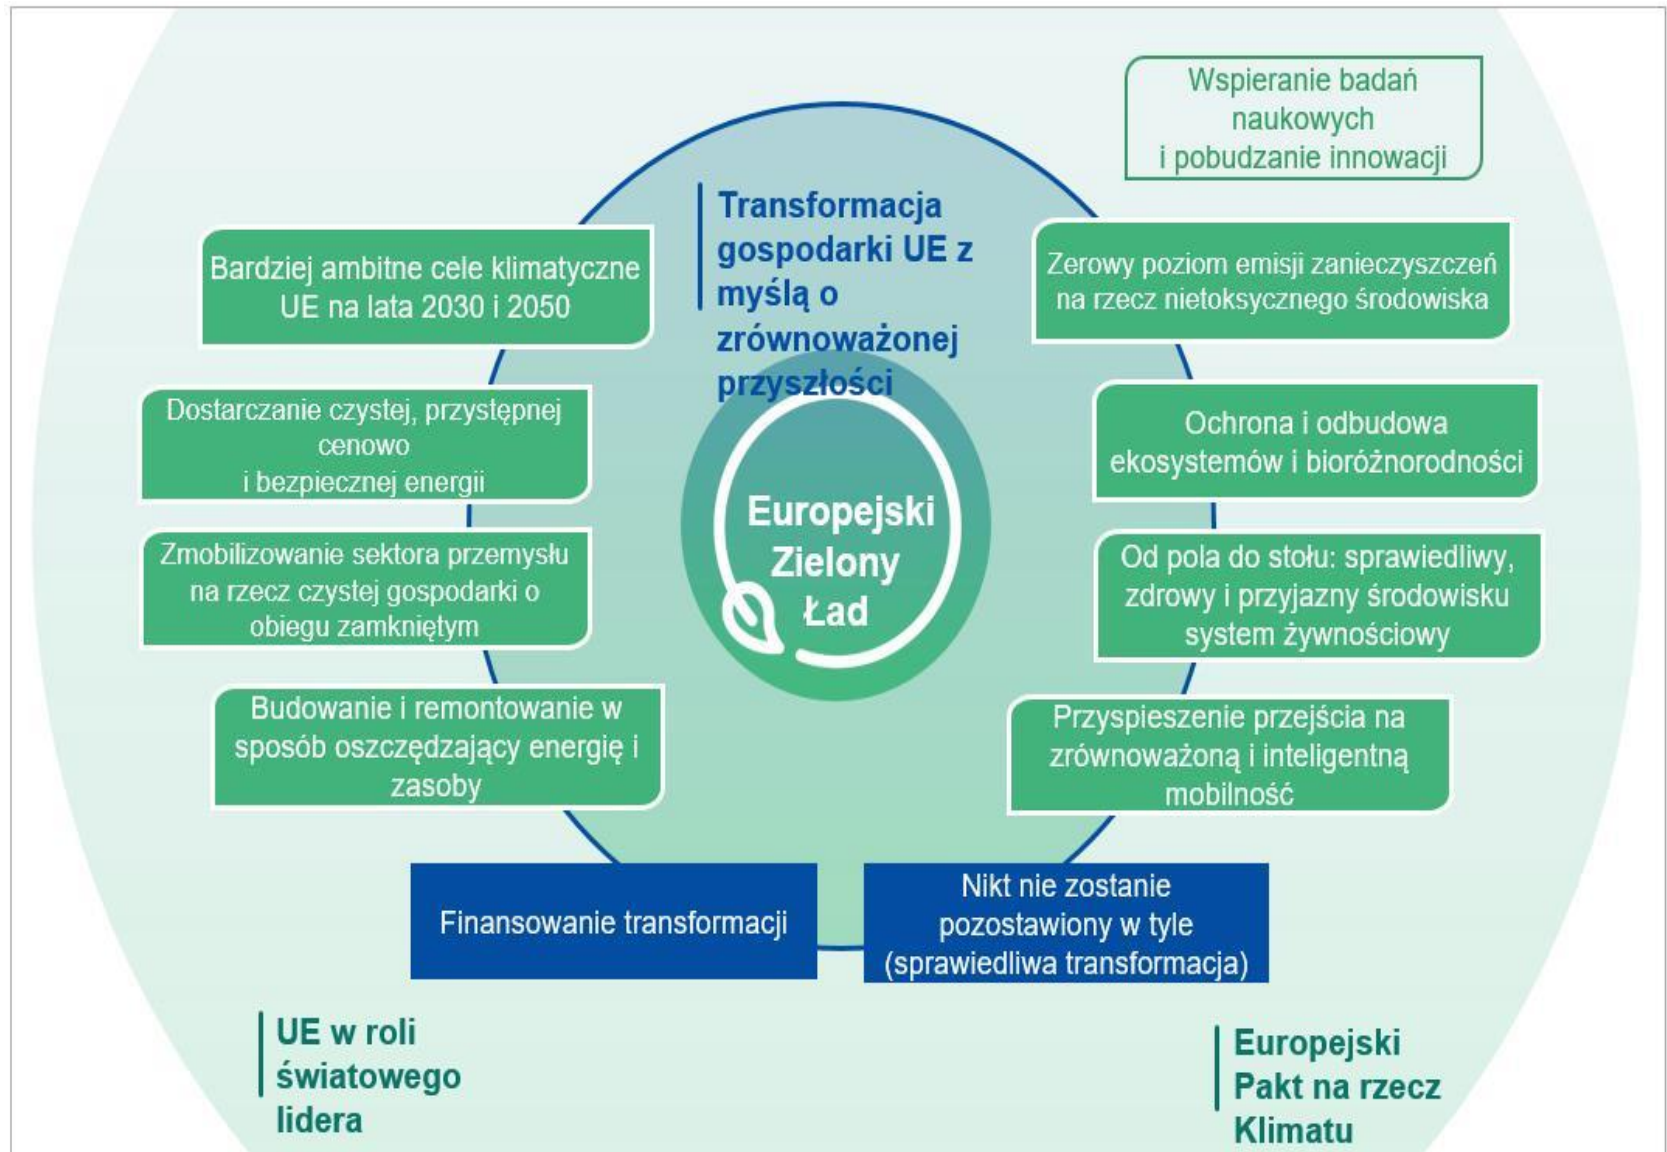 Wspieranie badań
naukowych
i pobudzanie innowacji
Transformacja
gospodarki UE z
myślą o
zrównoważonej
przyszłości
Bardziej ambitne cele klimatyczne
UE na lata 2030 i 2050
Zerowy poziom emisji zanieczyszczeń
na rzecz nietoksycznego środowiska
Dostarczanie czystej, przystępnej
cenowo
i bezpiecznej energii
Ochrona i odbudowa
ekosystemów i bioróżnorodności
Europejski
Zielony
Ład
Zmobilizowanie sektora przemysłu
na rzecz czystej gospodarki o
obiegu zamkniętym
Od pola do stołu: sprawiedliwy,
zdrowy i przyjazny środowisku
system żywnościowy
Budowanie i remontowanie w
sposób oszczędzający energię i
zasoby
Przyspieszenie przejścia na
zrównoważoną i inteligentną
mobilność
Finansowanie transformacji
Nikt nie zostanie
pozostawiony w tyle
(sprawiedliwa transformacja)
UE w roli
światowego
lidera
Europejski
Pakt na rzecz
Klimatu